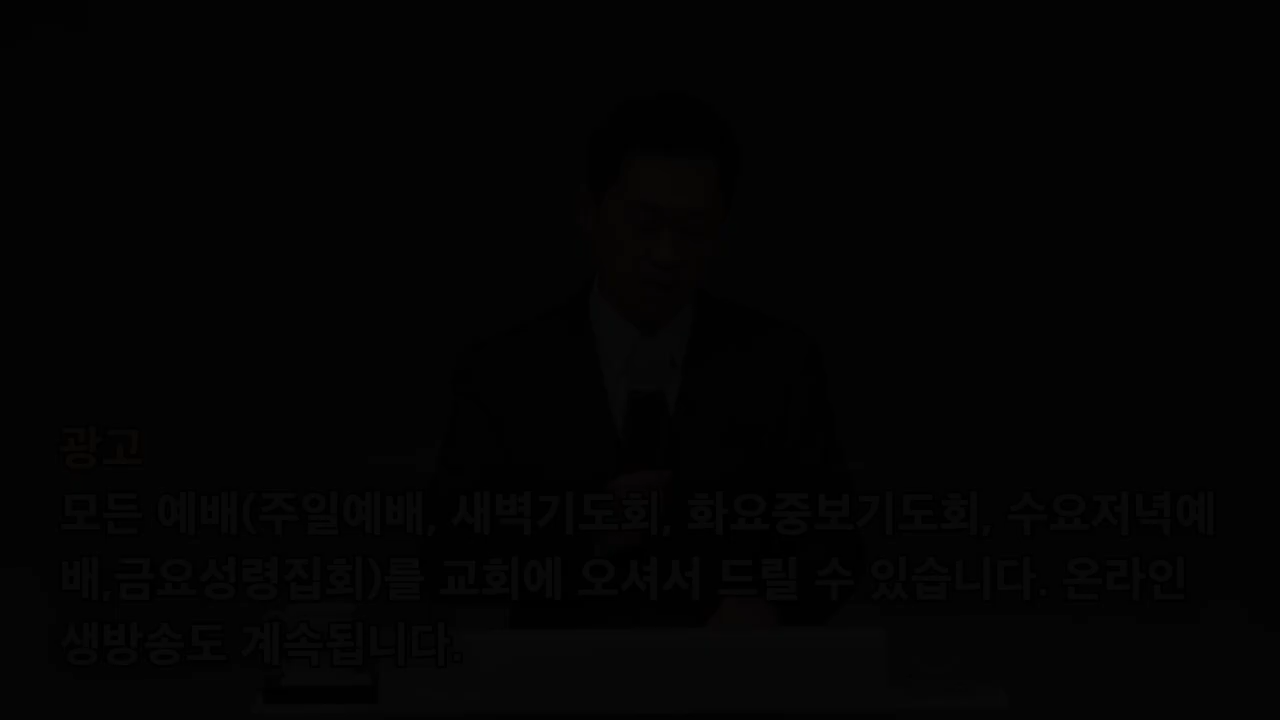 광고
모든 예배(주일예배, 새벽기도회, 화요중보기도회, 수요저녁예
배,금요성령집회)를 교회에 오셔서 드릴 수 있습니다. 온라인
생방송도 계속됩니다.